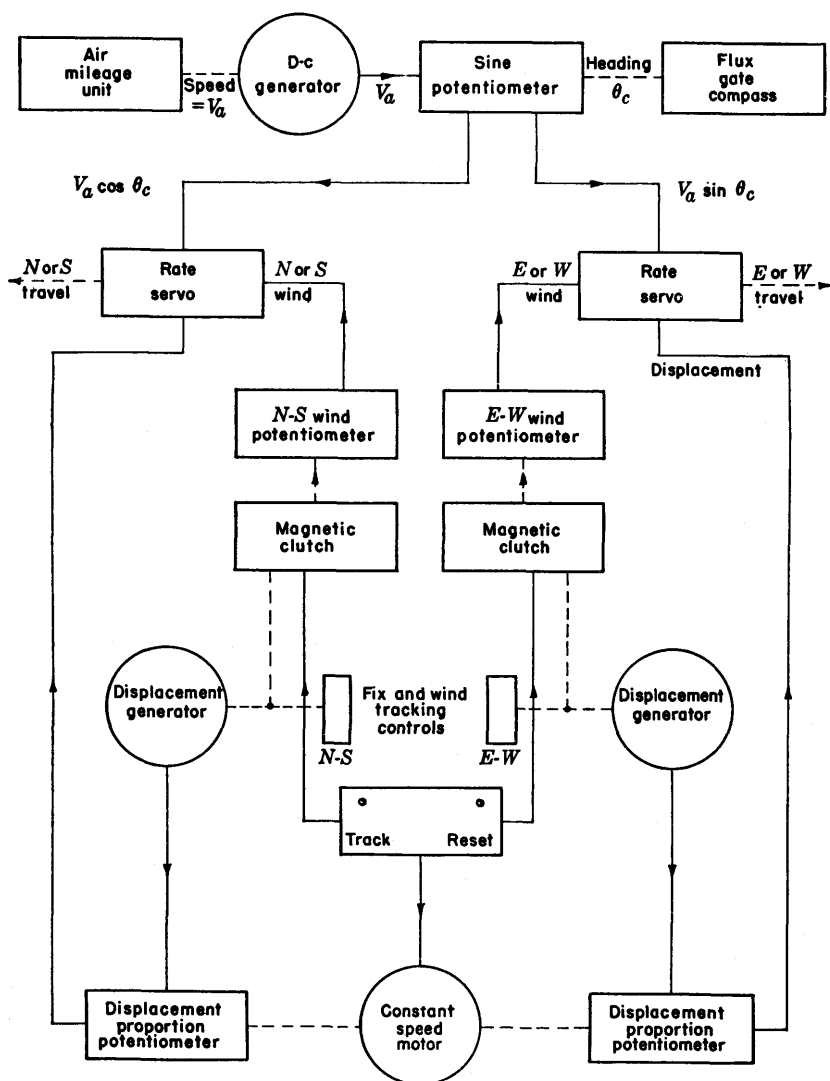 Air
mileage
unit
Speed
= Va
D-c
generator
Va
Sine
potentiometer
Heading
θc
Flux
gate
compass
Va cos θc
Va sin θc
N or S
travel
Rate
servo
N or S
wind
E or W
wind
Rate
servo
E or W
travel
Displacement
N-S wind
potentiometer
E-W wind
potentiometer
Magnetic
clutch
Magnetic
clutch
Displacement
generator
Fix and wind
tracking
controls
N-S
E-W
Displacement
generator
Track
Reset
Displacement
proportion
potentiometer
Constant
speed
motor
Displacement
proportion
potentiometer